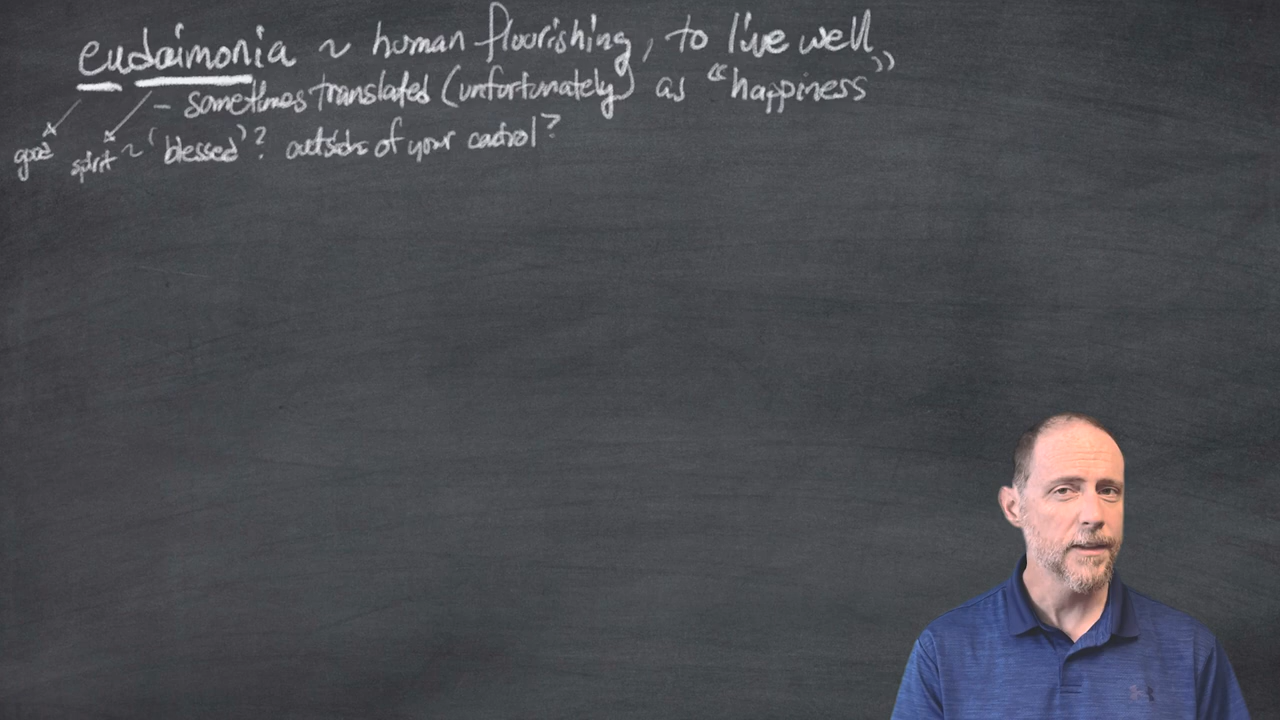 eudaimonia ~ human flourishing, to live well,
- sometimes translated (unfortunately) as "happiness"
good spirit ~ 'blessed'? outside of your control?